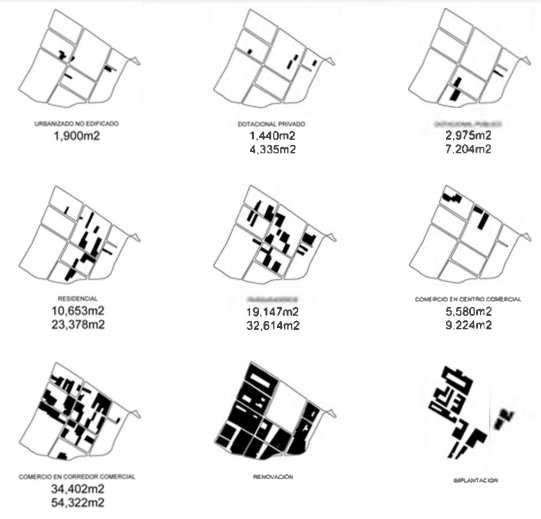 URBANIZADO NO EDIFICADO
1,900m2
DOTACIONAL PRIVADO
1,440m2
4,335m2
DOTACIONAL PÚBLICO
2,975m2
7,204m2
RESIDENCIAL
10,653m2
23,378m2
19,147m2
32,614m2
COMERCIO EN CENTRO COMERCIAL
5,580m2
9,224m2
COMERCIO EN CORREDOR COMERCIAL
34,402m2
54,322m2
RENOVACIÓN
IMPLANTACIÓN